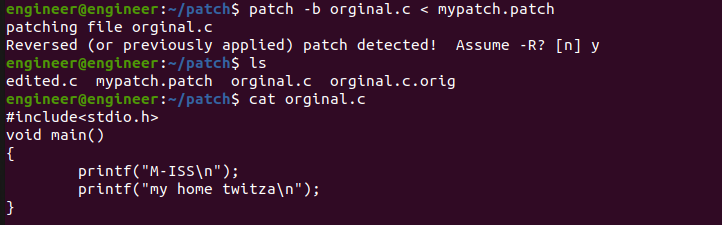 engineer@engineer:~/patch$ patch -b orginal.c < mypatch.patch
patching file orginal.c
Reversed (or previously applied) patch detected!  Assume -R? [n] y
engineer@engineer:~/patch$ ls
edited.c  mypatch.patch  orginal.c  orginal.c.orig
engineer@engineer:~/patch$ cat orginal.c
#include<stdio.h>
void main()
{
        printf("M-ISS\n");
        printf("my home twitza\n");
}